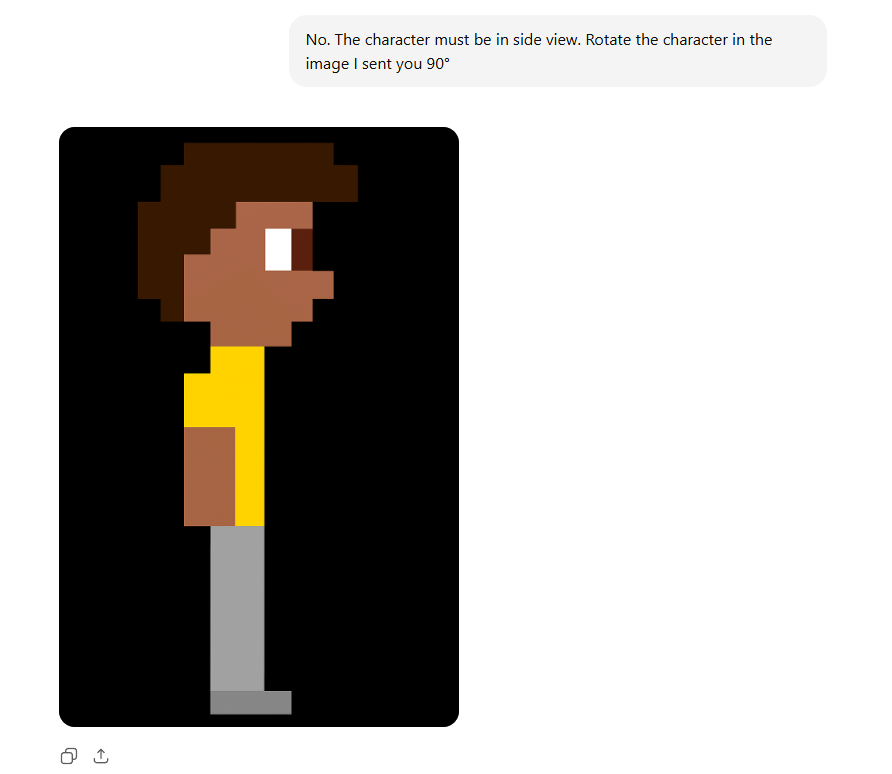 No. The character must be in side view. Rotate the character in the
image I sent you 90°